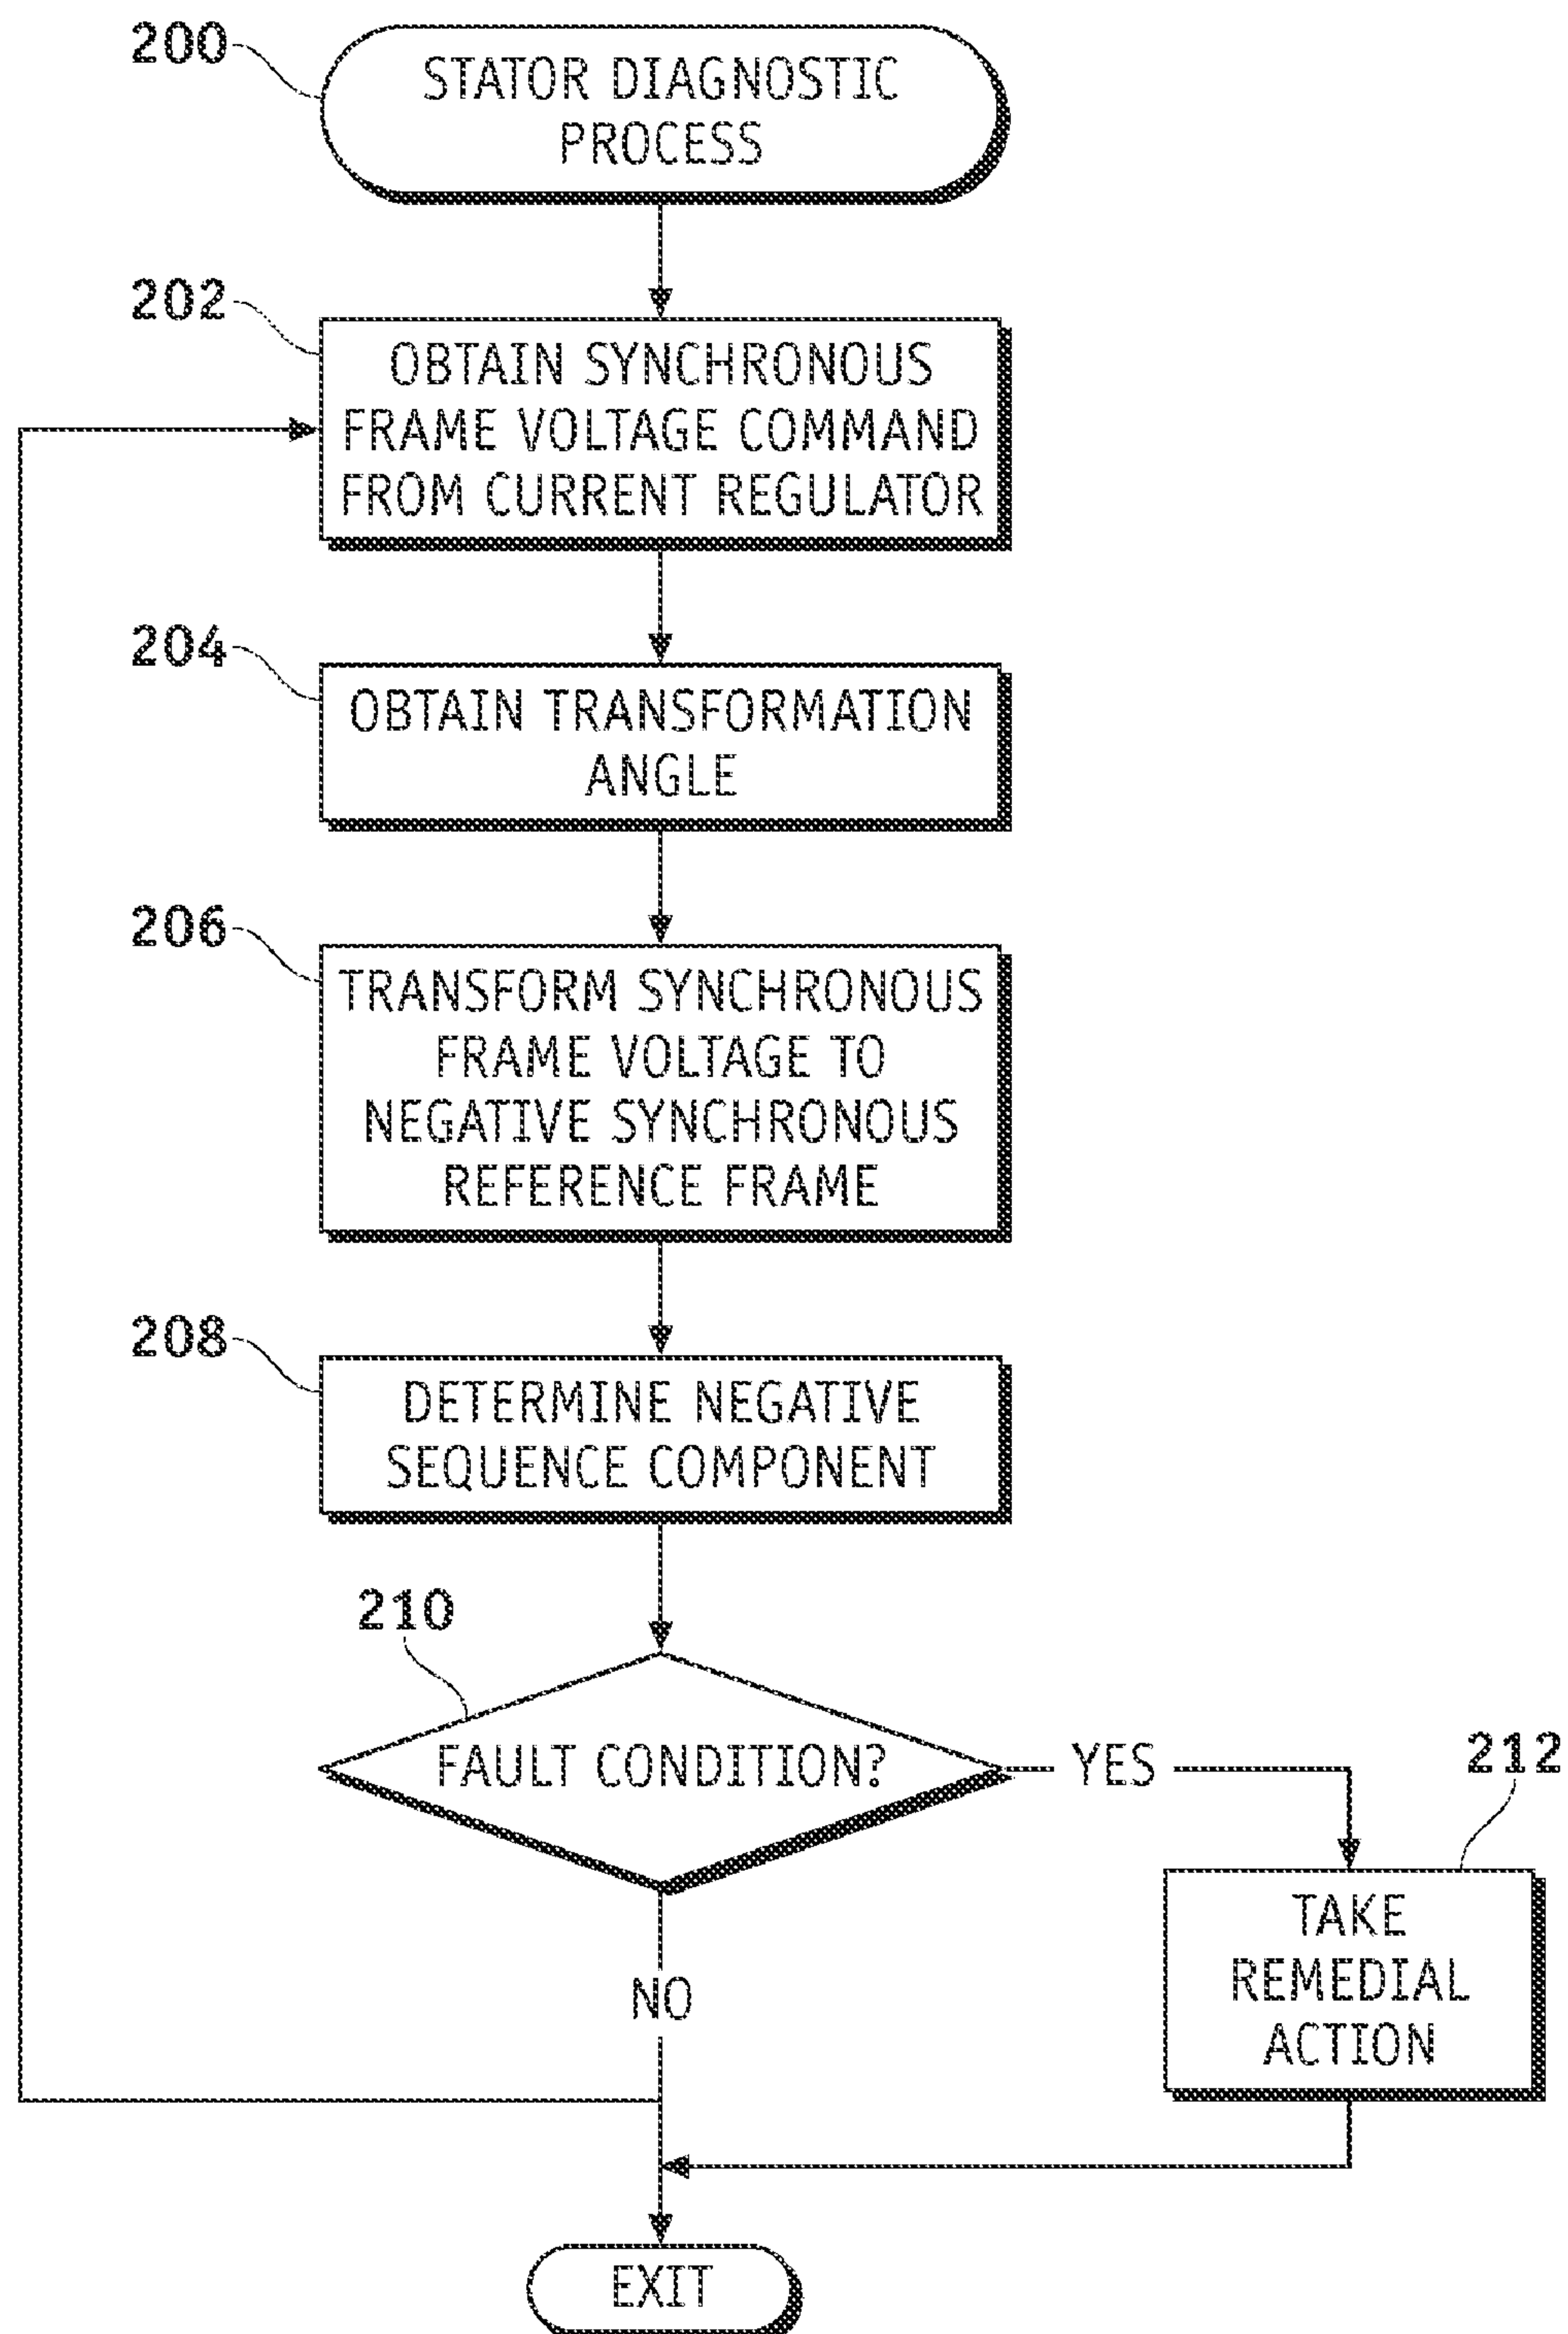 200
STATOR DIAGNOSTIC
PROCESS
202
OBTAIN SYNCHRONOUS
FRAME VOLTAGE COMMAND
FROM CURRENT REGULATOR
204
OBTAIN TRANSFORMATION
ANGLE
206
TRANSFORM SYNCHRONOUS
FRAME VOLTAGE TO
NEGATIVE SYNCHRONOUS
REFERENCE FRAME
208
DETERMINE NEGATIVE
SEQUENCE COMPONENT
210
FAULT CONDITION?
YES
212
TAKE
REMEDIAL
ACTION
NO
EXIT